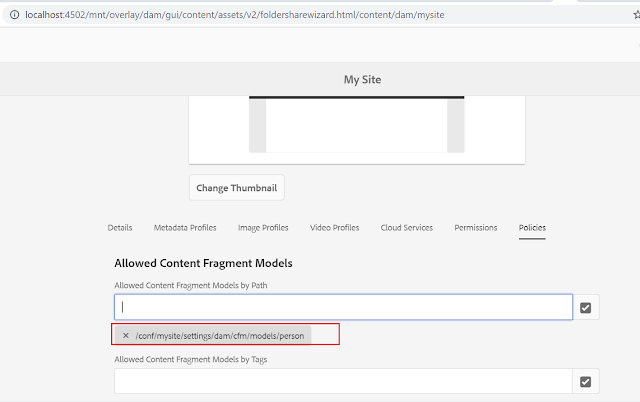 localhost:4502/mnt/overlay/dam/gui/content/assets/v2/foldersharewizard.html/content/dam/mysite
My Site
Change Thumbnail
Details Metadata Profiles Image Profiles Video Profiles Cloud Services Permissions Policies
Allowed Content Fragment Models
Allowed Content Fragment Models by Path
× /conf/mysite/settings/dam/cfm/models/person
Allowed Content Fragment Models by Tags